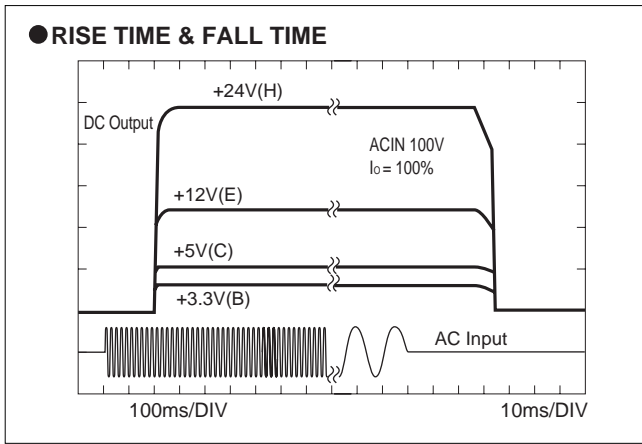 ●RISE TIME & FALL TIME
+24V(H)
DC Output
ACIN 100V
Io = 100%
+12V(E)
+5V(C)
+3.3V(B)
AC Input
100ms/DIV
10ms/DIV